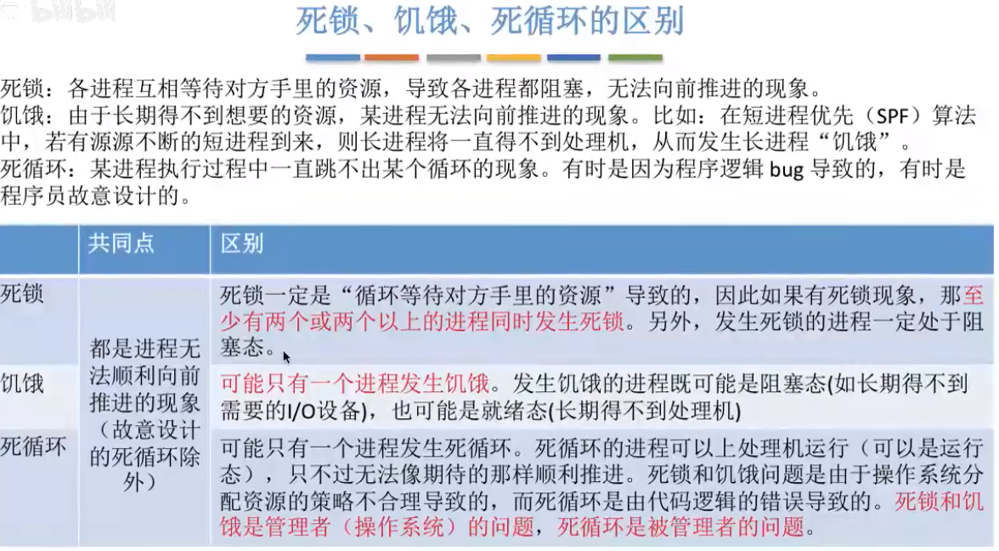 bilibili
死锁、饥饿、死循环的区别
死锁：各进程互相等待对方手里的资源，导致各进程都阻塞，无法向前推进的现象。
饥饿：由于长期得不到想要的资源，某进程无法向前推进的现象。比如：在短进程优先（SPF）算法
中，若有源源不断的短进程到来，则长进程将一直得不到处理机，从而发生长进程“饥饿”。
死循环：某进程执行过程中一直跳不出某个循环的现象。有时是因为程序逻辑 bug 导致的，有时是
程序员故意设计的。
共同点
区别
死锁
都是进程无
法顺利向前
推进的现象
（故意设计
的死循环除
外）
死锁一定是“循环等待对方手里的资源”导致的，因此如果有死锁现象，那至
少有两个或两个以上的进程同时发生死锁。另外，发生死锁的进程一定处于阻
塞态。
饥饿
可能只有一个进程发生饥饿。发生饥饿的进程既可能是阻塞态(如长期得不到
需要的I/O设备)，也可能是就绪态(长期得不到处理机)
死循环
可能只有一个进程发生死循环。死循环的进程可以上处理机运行（可以是运行
态），只不过无法像期待的那样顺利推进。死锁和饥饿问题是由于操作系统分
配资源的策略不合理导致的，而死循环是由代码逻辑的错误导致的。死锁和饥
饿是管理者（操作系统）的问题，死循环是被管理者的问题。